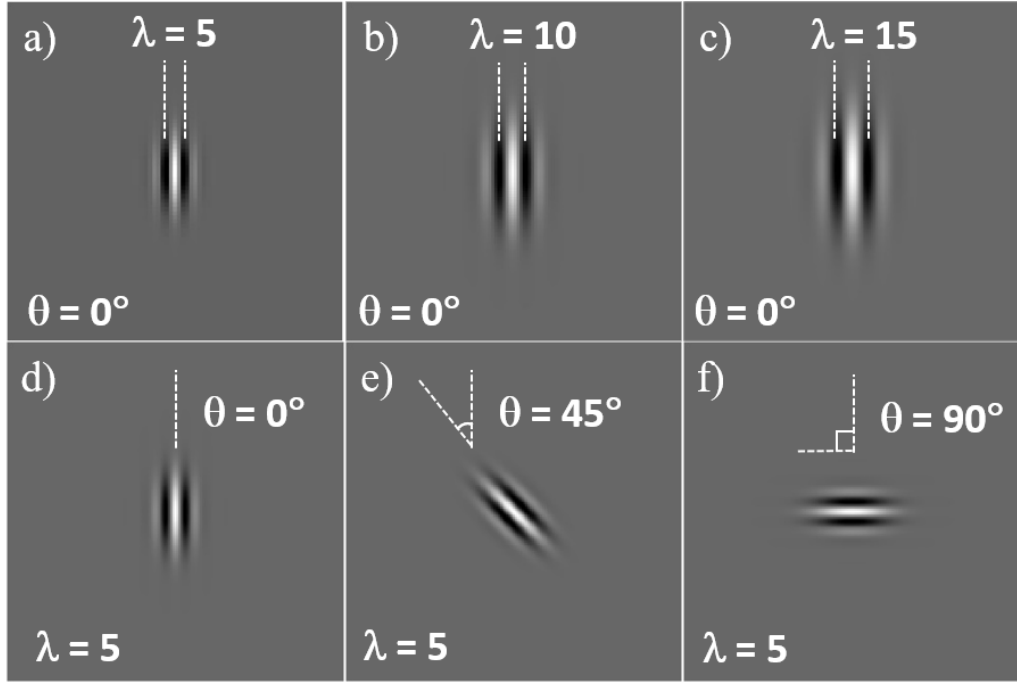 a) λ = 5
θ = 0°
b) λ = 10
θ = 0°
c) λ = 15
θ = 0°
d) θ = 0°
λ = 5
e) θ = 45°
λ = 5
f) θ = 90°
λ = 5